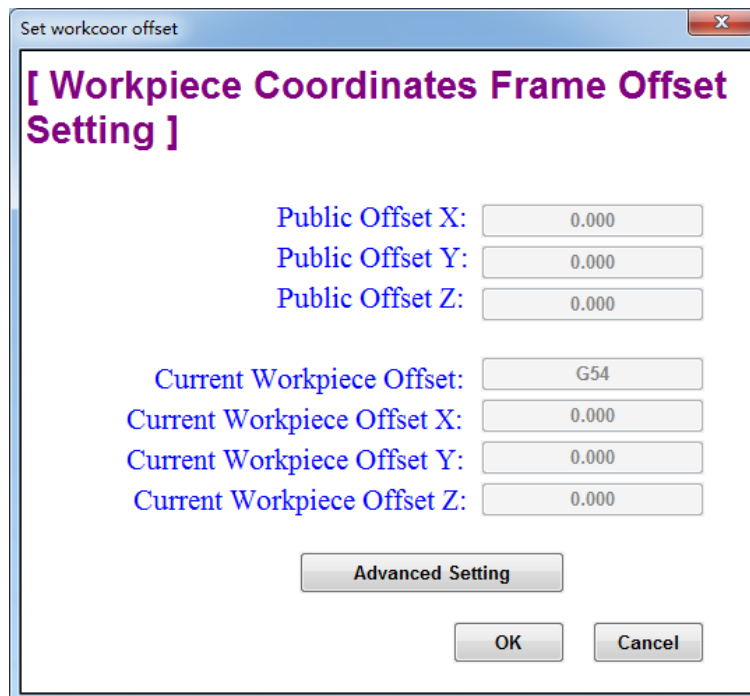 Set workcoor offset
X
[ Workpiece Coordinates Frame Offset
Setting ]
Public Offset X: 0.000
Public Offset Y: 0.000
Public Offset Z: 0.000
Current Workpiece Offset: G54
Current Workpiece Offset X: 0.000
Current Workpiece Offset Y: 0.000
Current Workpiece Offset Z: 0.000
Advanced Setting
OK Cancel